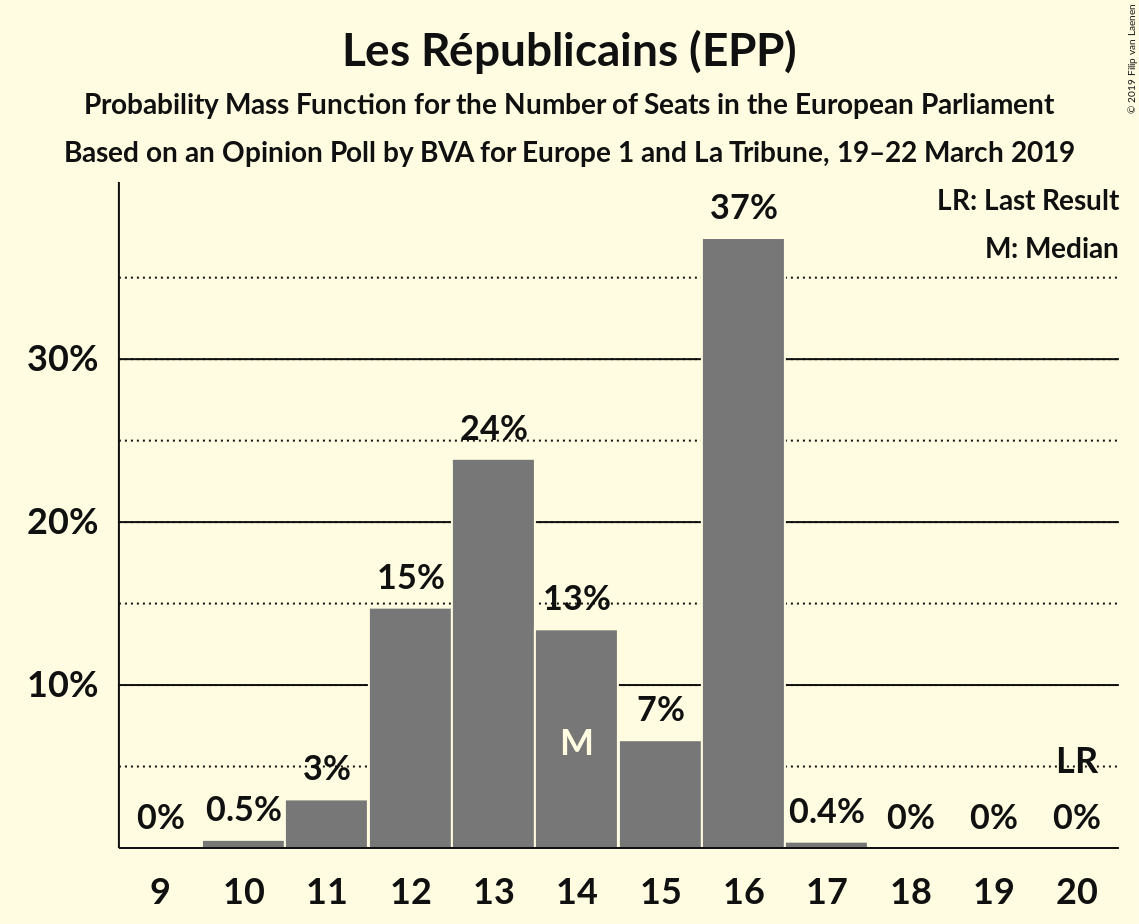 Les Républicains (EPP)
Probability Mass Function for the Number of Seats in the European Parliament
Based on an Opinion Poll by BVA for Europe 1 and La Tribune, 19–22 March 2019
© 2019 Filip van Laenen
LR: Last Result
M: Median
37%
30%
24%
20%
15%
13%
10%
7%
M
3%
LR
0%
0.5%
0.4%
0%
0%
0%
9 10 11 12 13 14 15 16 17 18 19 20